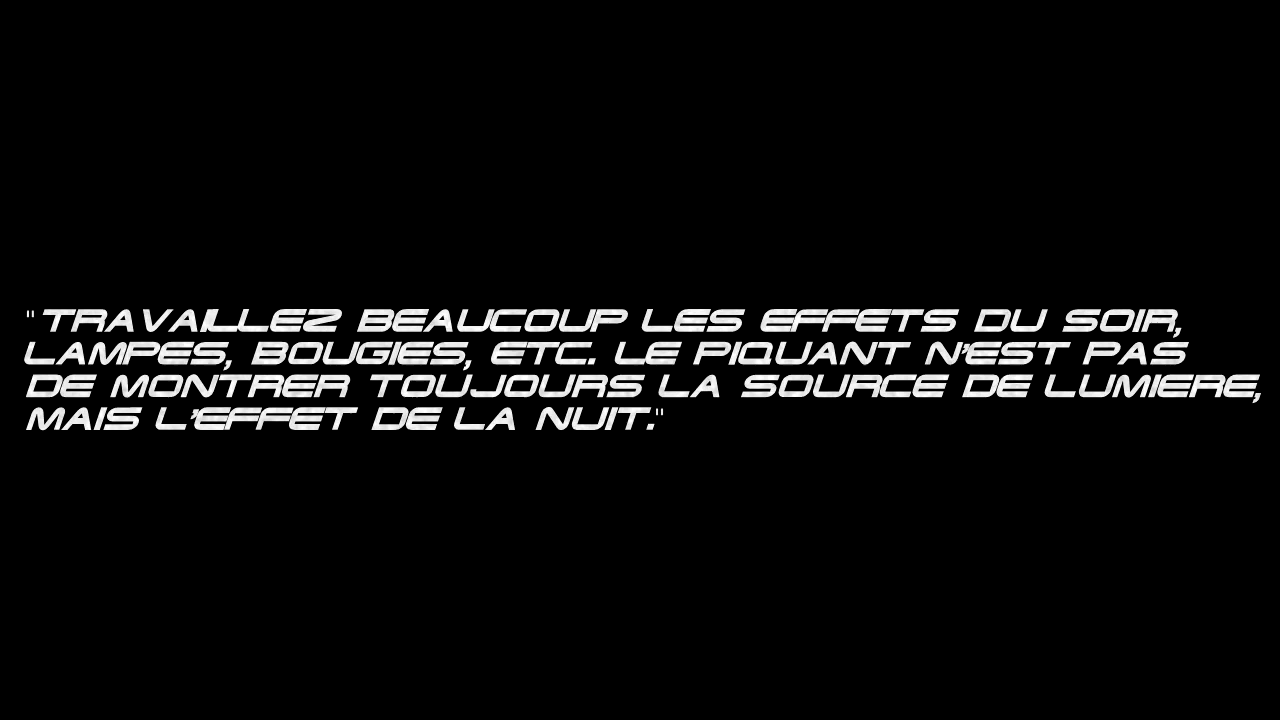 "TRAVAILLEZ BEAUCOUP LES EFFETS DU SOIR,
LAMPES, BOUGIES, ETC. LE PIQUANT N'EST PAS
DE MONTRER TOUJOURS LA SOURCE DE LUMIERE,
MAIS L'EFFET DE LA NUIT."